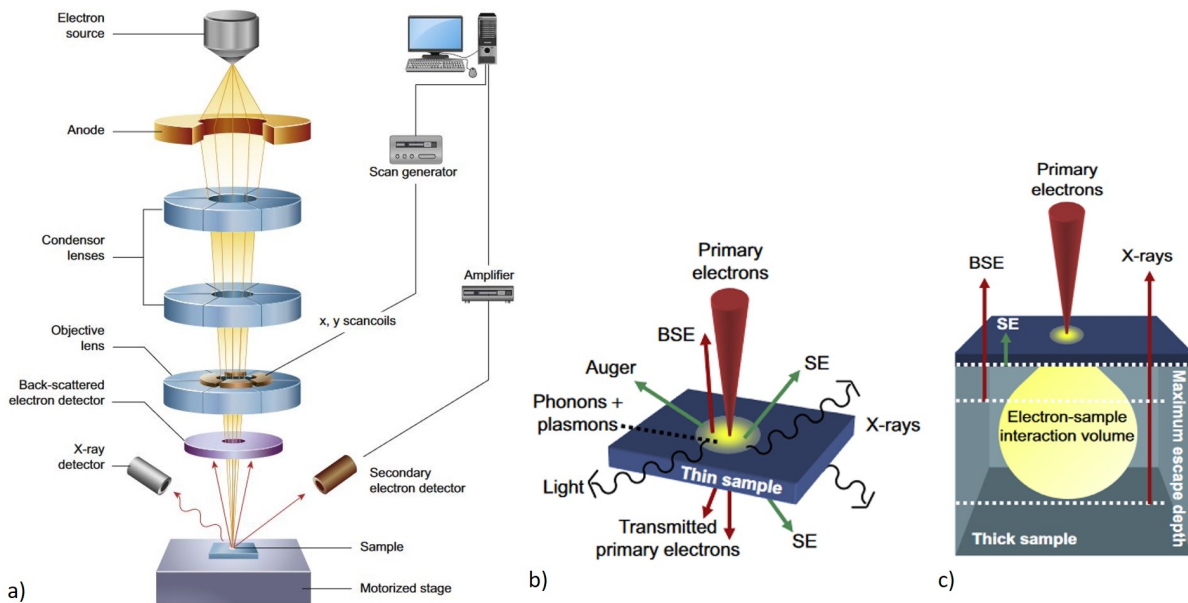 Electron
source
Anode
Scan generator
Condensor
lenses
Amplifier
x, y scancoils
Objective
lens
Back-scattered
electron detector
X-ray
detector
Secondary
electron detector
Sample
Motorized stage
a)
Primary
electrons
BSE
SE
Auger
Phonons +
plasmons
X-rays
Thin sample
Light
Transmitted
primary electrons
SE
b)
Primary
electrons
BSE
X-rays
SE
Electron-sample
interaction volume
Maximum escape depth
Thick sample
c)